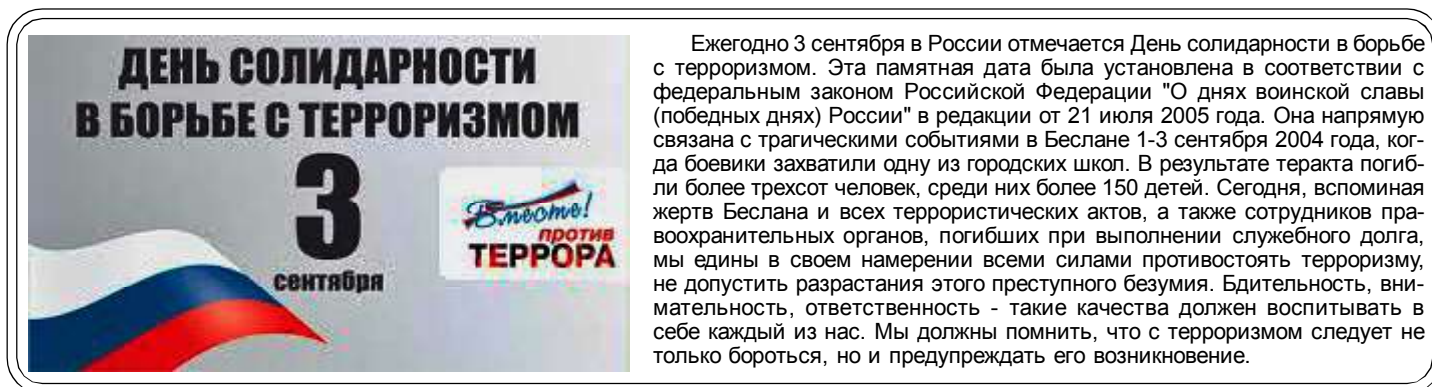 ДЕНЬ СОЛИДАРНОСТИ
В БОРЬБЕ С ТЕРРОРИЗМОМ
3
сентября
Вместе!
против
ТЕРРОРА
Ежегодно 3 сентября в России отмечается День солидарности в борьбе
с терроризмом. Эта памятная дата была установлена в соответствии с
федеральным законом Российской Федерации "О днях воинской славы
(победных днях) России" в редакции от 21 июля 2005 года. Она напрямую
связана с трагическими событиями в Беслане 1-3 сентября 2004 года, ког-
да боевики захватили одну из городских школ. В результате теракта погиб-
ли более трехсот человек, среди них более 150 детей. Сегодня, вспоминая
жертв Беслана и всех террористических актов, а также сотрудников пра-
воохранительных органов, погибших при выполнении служебного долга,
мы едины в своем намерении всеми силами противостоять терроризму,
не допустить разрастания этого преступного безумия. Бдительность, вни-
мательность, ответственность - такие качества должен воспитывать в
себе каждый из нас. Мы должны помнить, что с терроризмом следует не
только бороться, но и предупреждать его возникновение.